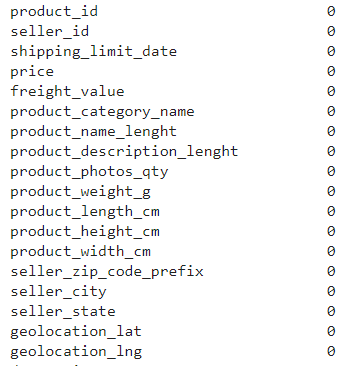 product_id 0
seller_id 0
shipping_limit_date 0
price 0
freight_value 0
product_category_name 0
product_name_lenght 0
product_description_lenght 0
product_photos_qty 0
product_weight_g 0
product_length_cm 0
product_height_cm 0
product_width_cm 0
seller_zip_code_prefix 0
seller_city 0
seller_state 0
geolocation_lat 0
geolocation_lng 0